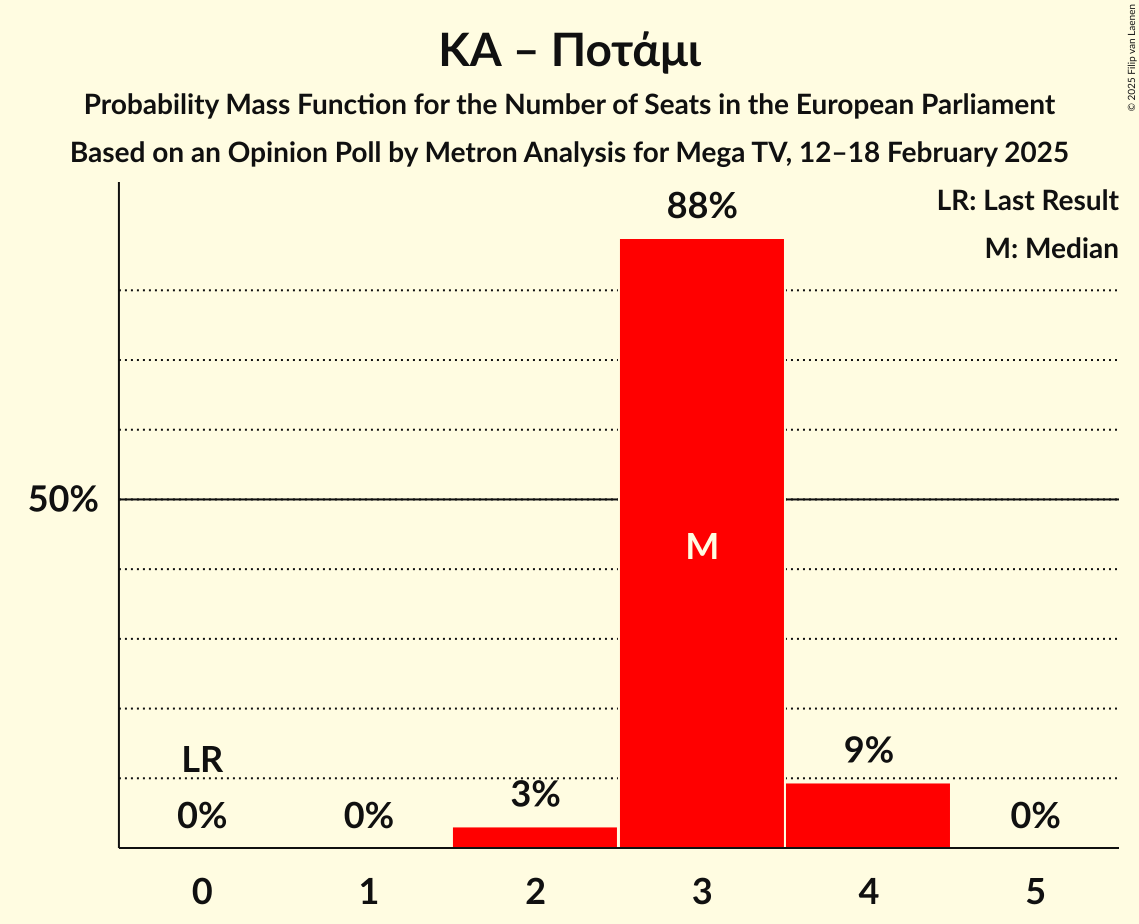 ΚΑ – Ποτάμι
Probability Mass Function for the Number of Seats in the European Parliament
Based on an Opinion Poll by Metron Analysis for Mega TV, 12–18 February 2025
© 2025 Filip van Laenen
LR: Last Result
M: Median
88%
50%
M
LR
9%
3%
0%
0%
0%
0
1
2
3
4
5